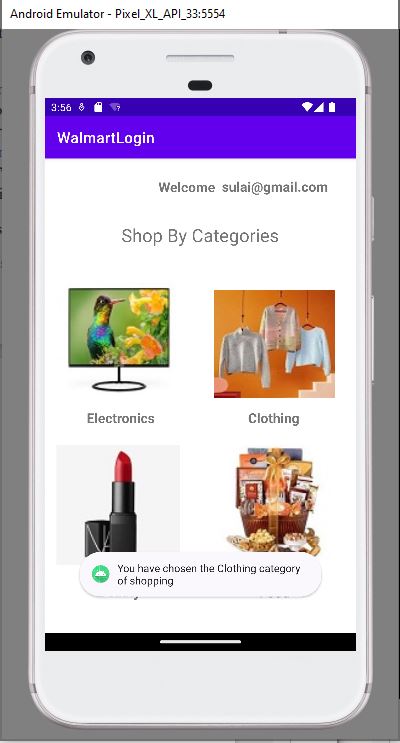 Android Emulator - Pixel_XL_API_33:5554
3:56
WalmartLogin
Welcome sulai@gmail.com
Shop By Categories
Electronics
Clothing
NA
You have chosen the Clothing category
of shopping